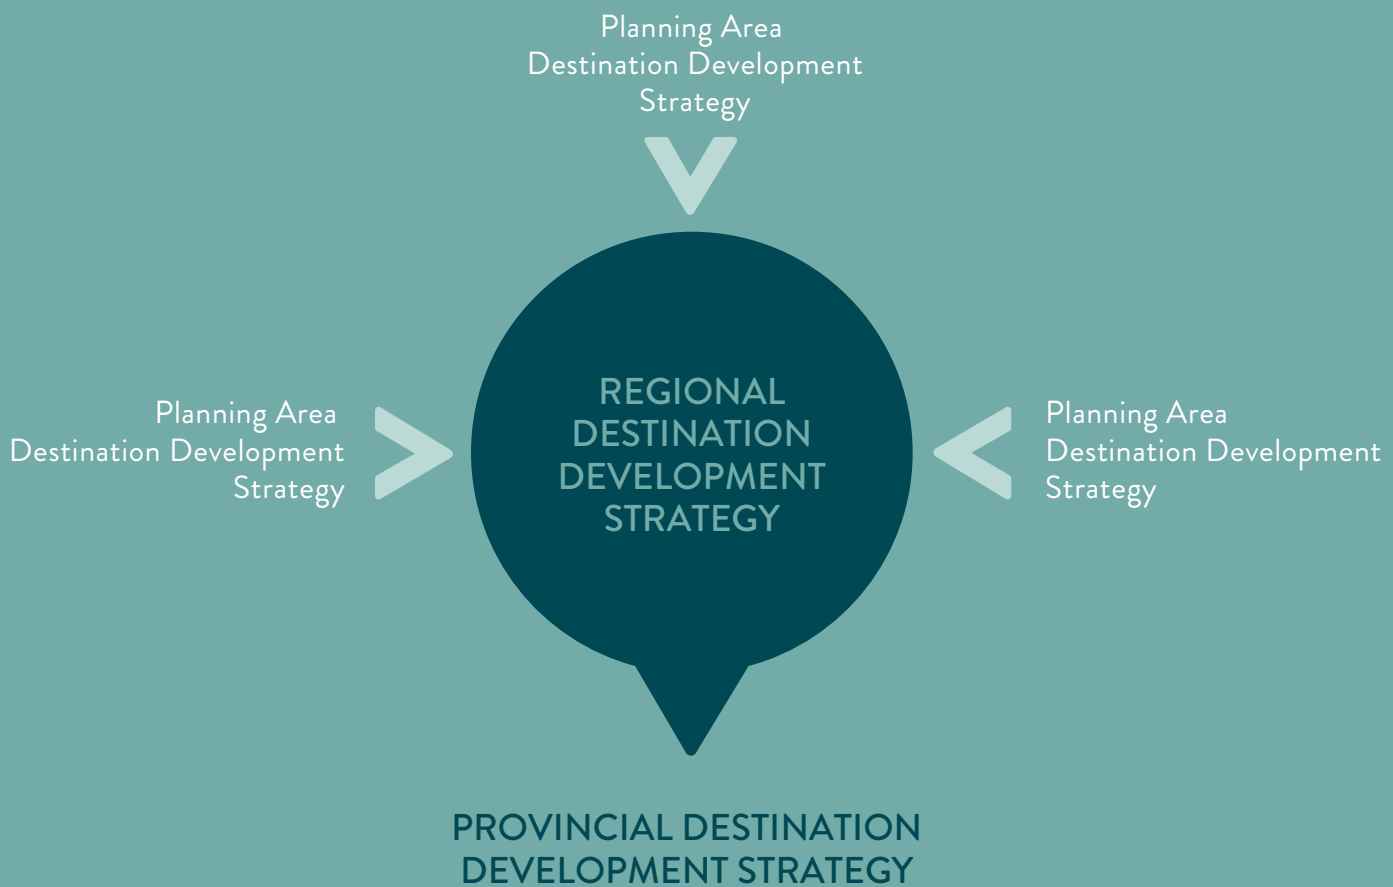 Planning Area
Destination Development
Strategy
Planning Area
Destination Development
Strategy
REGIONAL
DESTINATION
DEVELOPMENT
STRATEGY
Planning Area
Destination Development
Strategy
PROVINCIAL DESTINATION
DEVELOPMENT STRATEGY